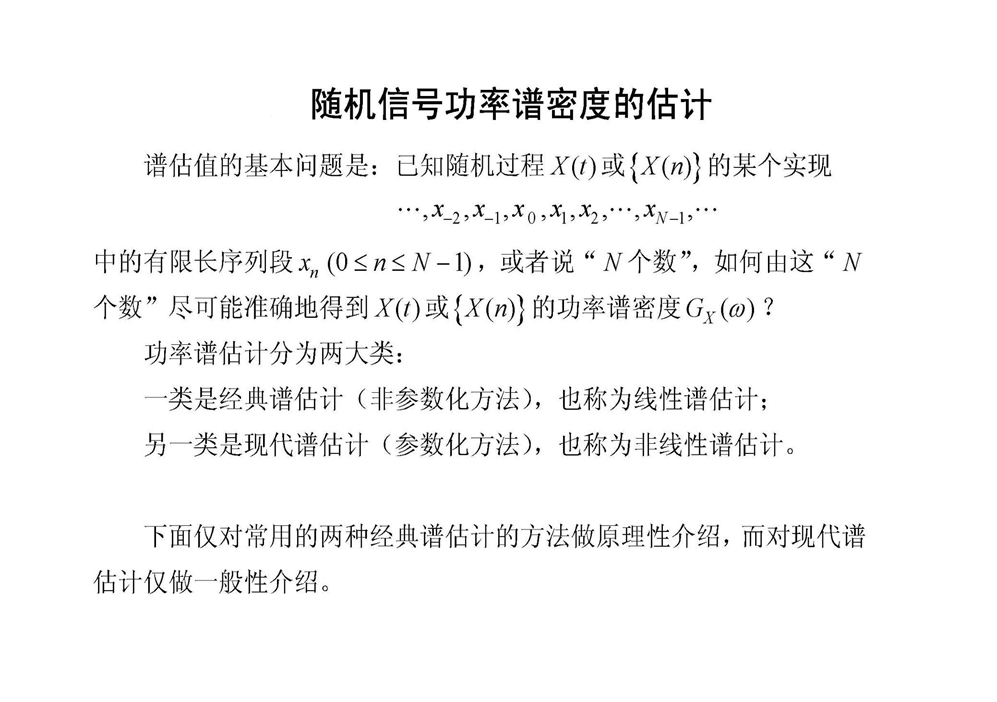 随机信号功率谱密度的估计
谱估值的基本问题是：已知随机过程 X(t) 或 {X(n)} 的某个实现
⋯, x₋₂, x₋₁, x₀, x₁, x₂, ⋯, x_{N−1}, ⋯
中的有限长序列段 xₙ (0 ≤ n ≤ N − 1)，或者说“ N 个数”，如何由这“ N
个数”尽可能准确地得到 X(t) 或 {X(n)} 的功率谱密度 G_X(ω)？
功率谱估计分为两大类：
一类是经典谱估计（非参数化方法），也称为线性谱估计；
另一类是现代谱估计（参数化方法），也称为非线性谱估计。
下面仅对常用的两种经典谱估计的方法做原理性介绍，而对现代谱
估计仅做一般性介绍。